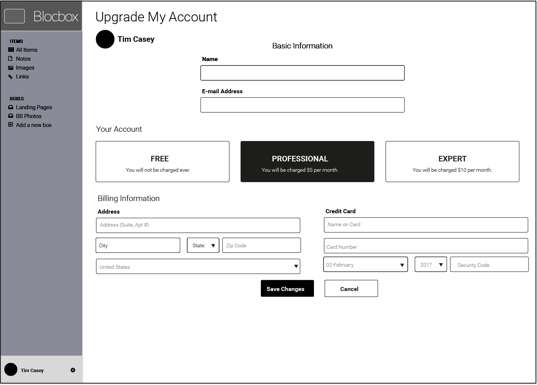 Blocbox
ITEMS
All Items
Notes
Images
Links
BOXES
Landing Pages
BB Photos
Add a new box
Tim Casey
Upgrade My Account
Tim Casey
Basic Information
Name
E-mail Address
Your Account
FREE
You will not be charged ever.
PROFESSIONAL
You will be charged $5 per month.
EXPERT
You will be charged $10 per month.
Billing Information
Address
Address (Suite, Apt #)
City State Zip Code
United States
Credit Card
Name on Card
Card Number
02-February 2017 Security Code
Save Changes Cancel